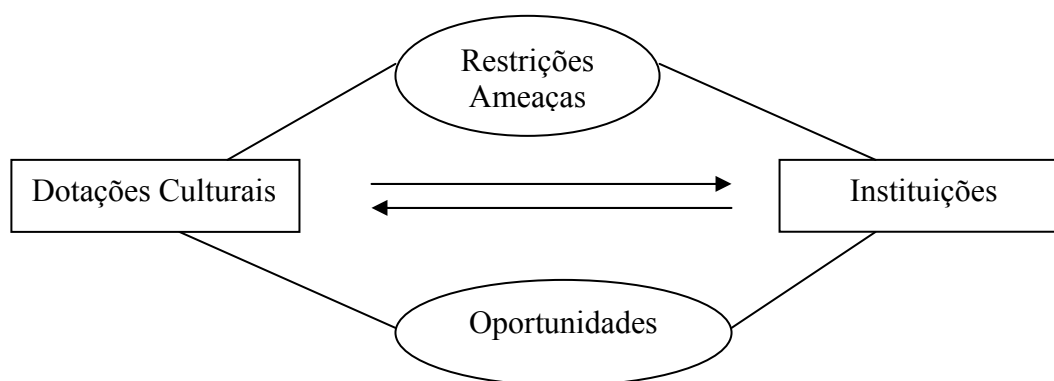 Restrições
Ameaças
Dotações Culturais
Instituições
Oportunidades